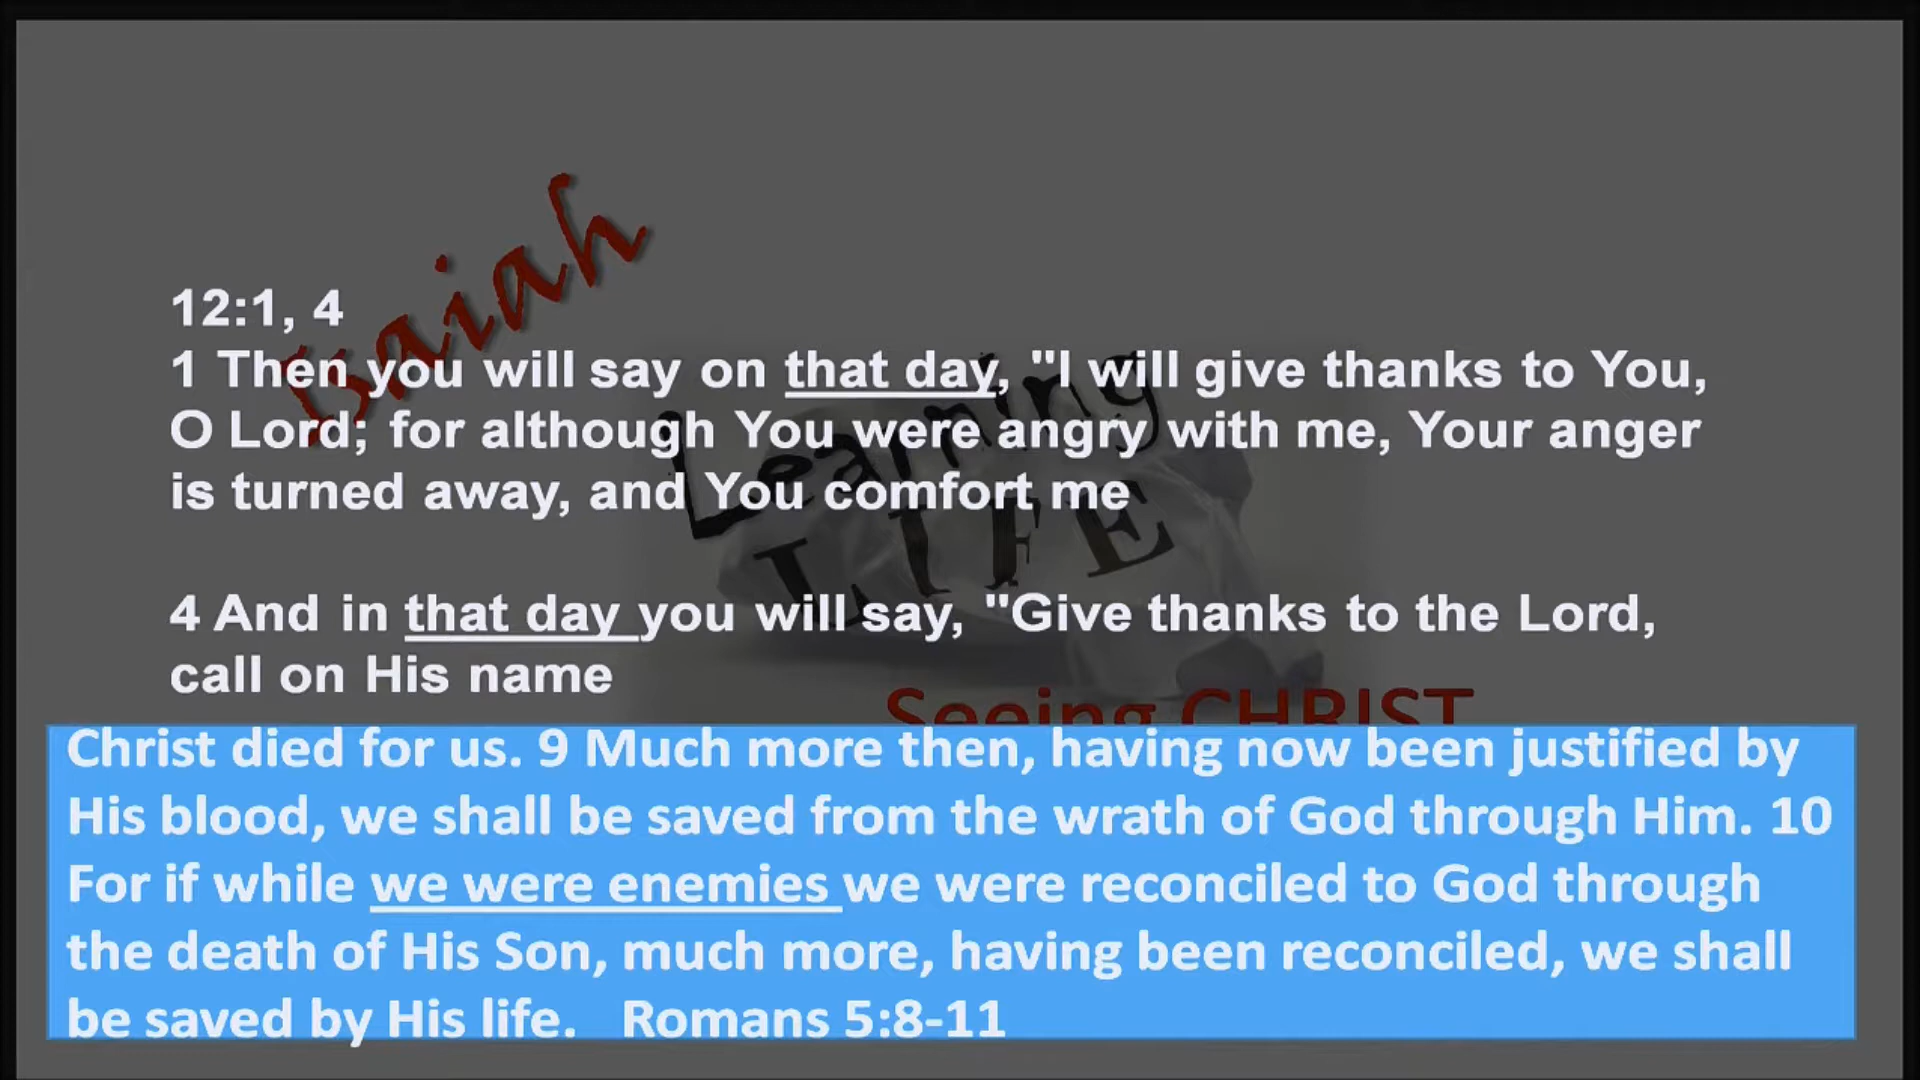 Isaiah
12:1, 4
1 Then you will say on that day, "I will give thanks to You,
O Lord; for although You were angry with me, Your anger
is turned away, and You comfort me
Learning
LIFE
4 And in that day you will say, "Give thanks to the Lord,
call on His name
Seeing CHRIST
Christ died for us. 9 Much more then, having now been justified by
His blood, we shall be saved from the wrath of God through Him. 10
For if while we were enemies we were reconciled to God through
the death of His Son, much more, having been reconciled, we shall
be saved by His life. Romans 5:8-11